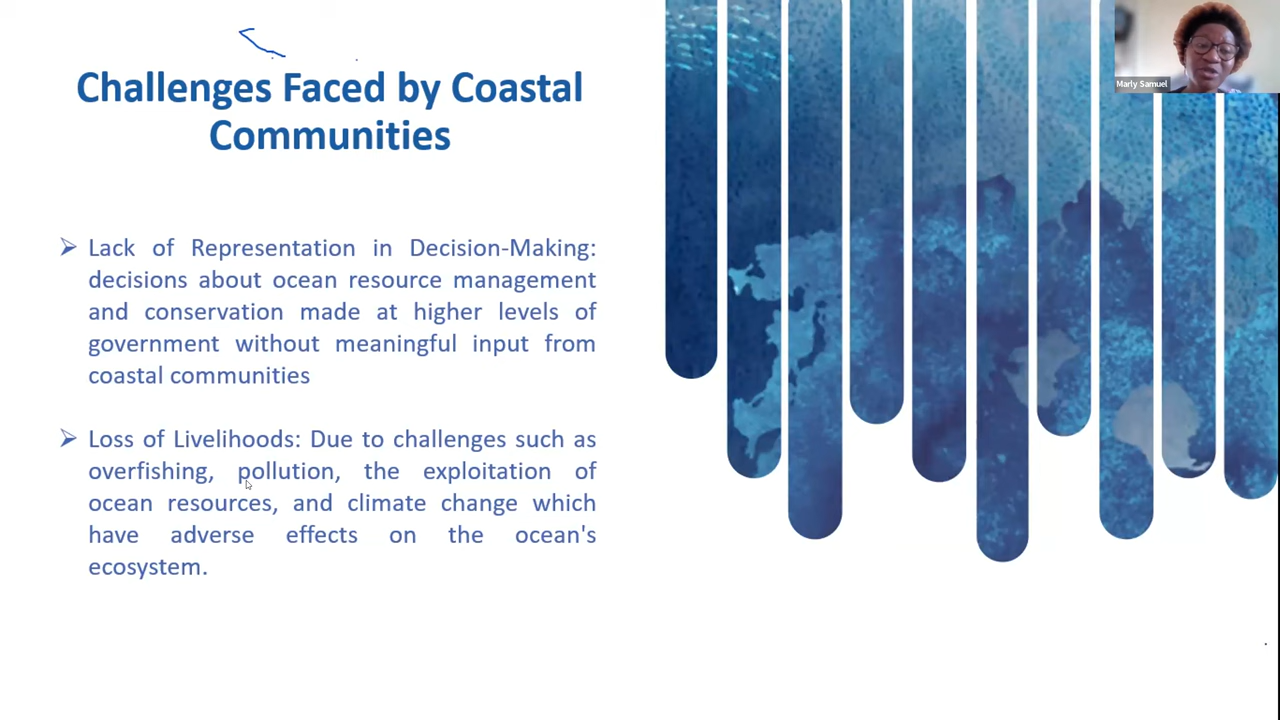 Marly Samuel
Challenges Faced by Coastal
Communities
⮚ Lack of Representation in Decision-Making:
decisions about ocean resource management
and conservation made at higher levels of
government without meaningful input from
coastal communities
⮚ Loss of Livelihoods: Due to challenges such as
overfishing, pollution, the exploitation of
ocean resources, and climate change which
have adverse effects on the ocean's
ecosystem.